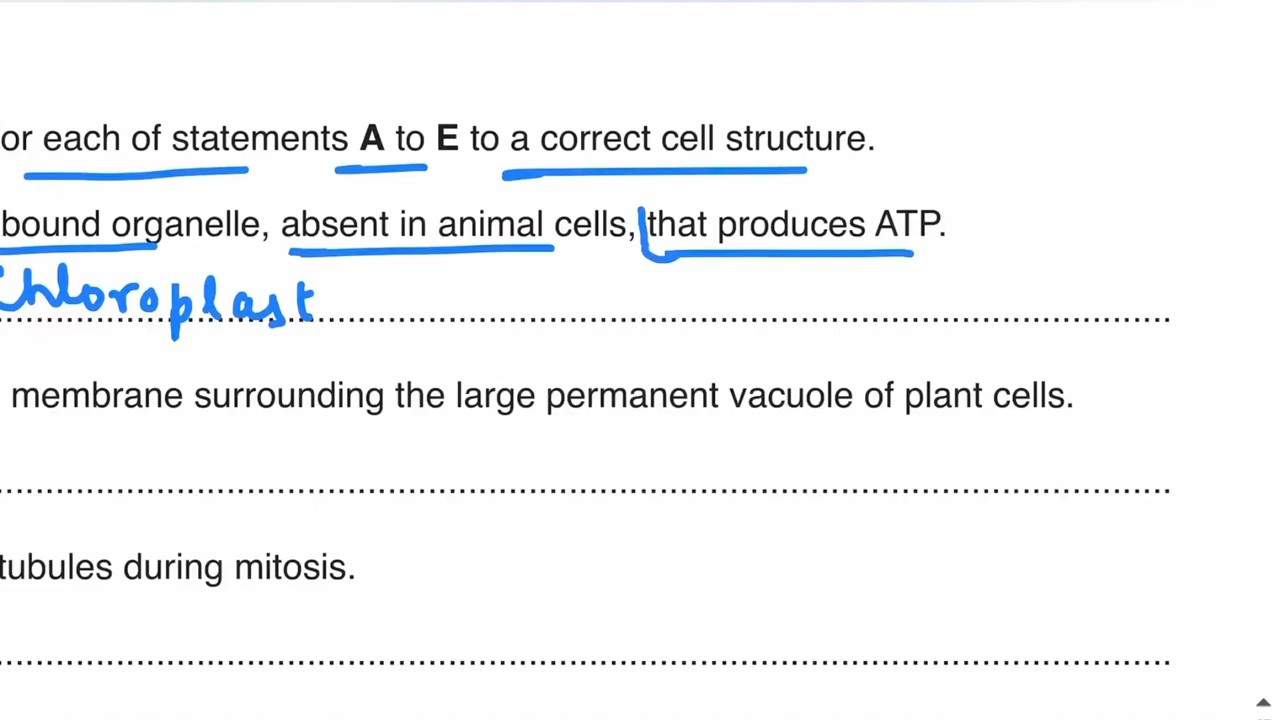 or each of statements A to E to a correct cell structure.
bound organelle, absent in animal cells, that produces ATP.
Chloroplast
membrane surrounding the large permanent vacuole of plant cells.
tubules during mitosis.